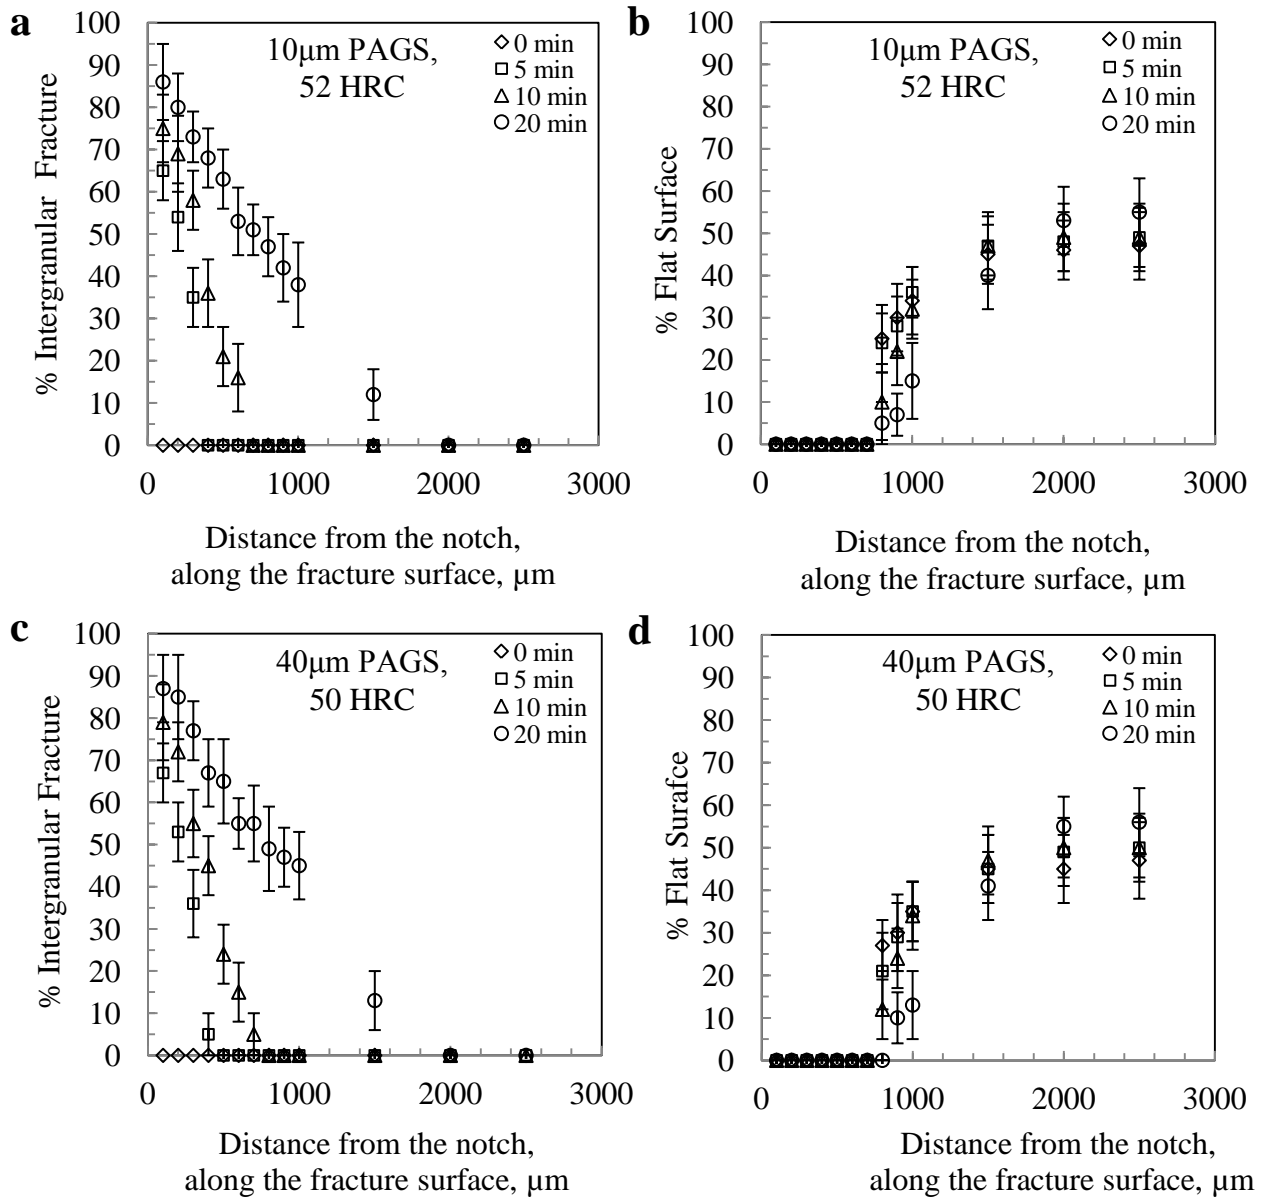 a
100
90
80
70
60
50
40
30
20
10
0
% Intergranular Fracture
10μm PAGS,
52 HRC
0 min
5 min
10 min
20 min
0 1000 2000 3000
Distance from the notch,
along the fracture surface, μm
b
100
90
80
70
60
50
40
30
20
10
0
% Flat Surface
10μm PAGS,
52 HRC
0 min
5 min
10 min
20 min
0 1000 2000 3000
Distance from the notch,
along the fracture surface, μm
c
100
90
80
70
60
50
40
30
20
10
0
% Intergranular Fracture
40μm PAGS,
50 HRC
0 min
5 min
10 min
20 min
0 1000 2000 3000
Distance from the notch,
along the fracture surface, μm
d
100
90
80
70
60
50
40
30
20
10
0
% Flat Surafce
40μm PAGS,
50 HRC
0 min
5 min
10 min
20 min
0 1000 2000 3000
Distance from the notch,
along the fracture surface, μm